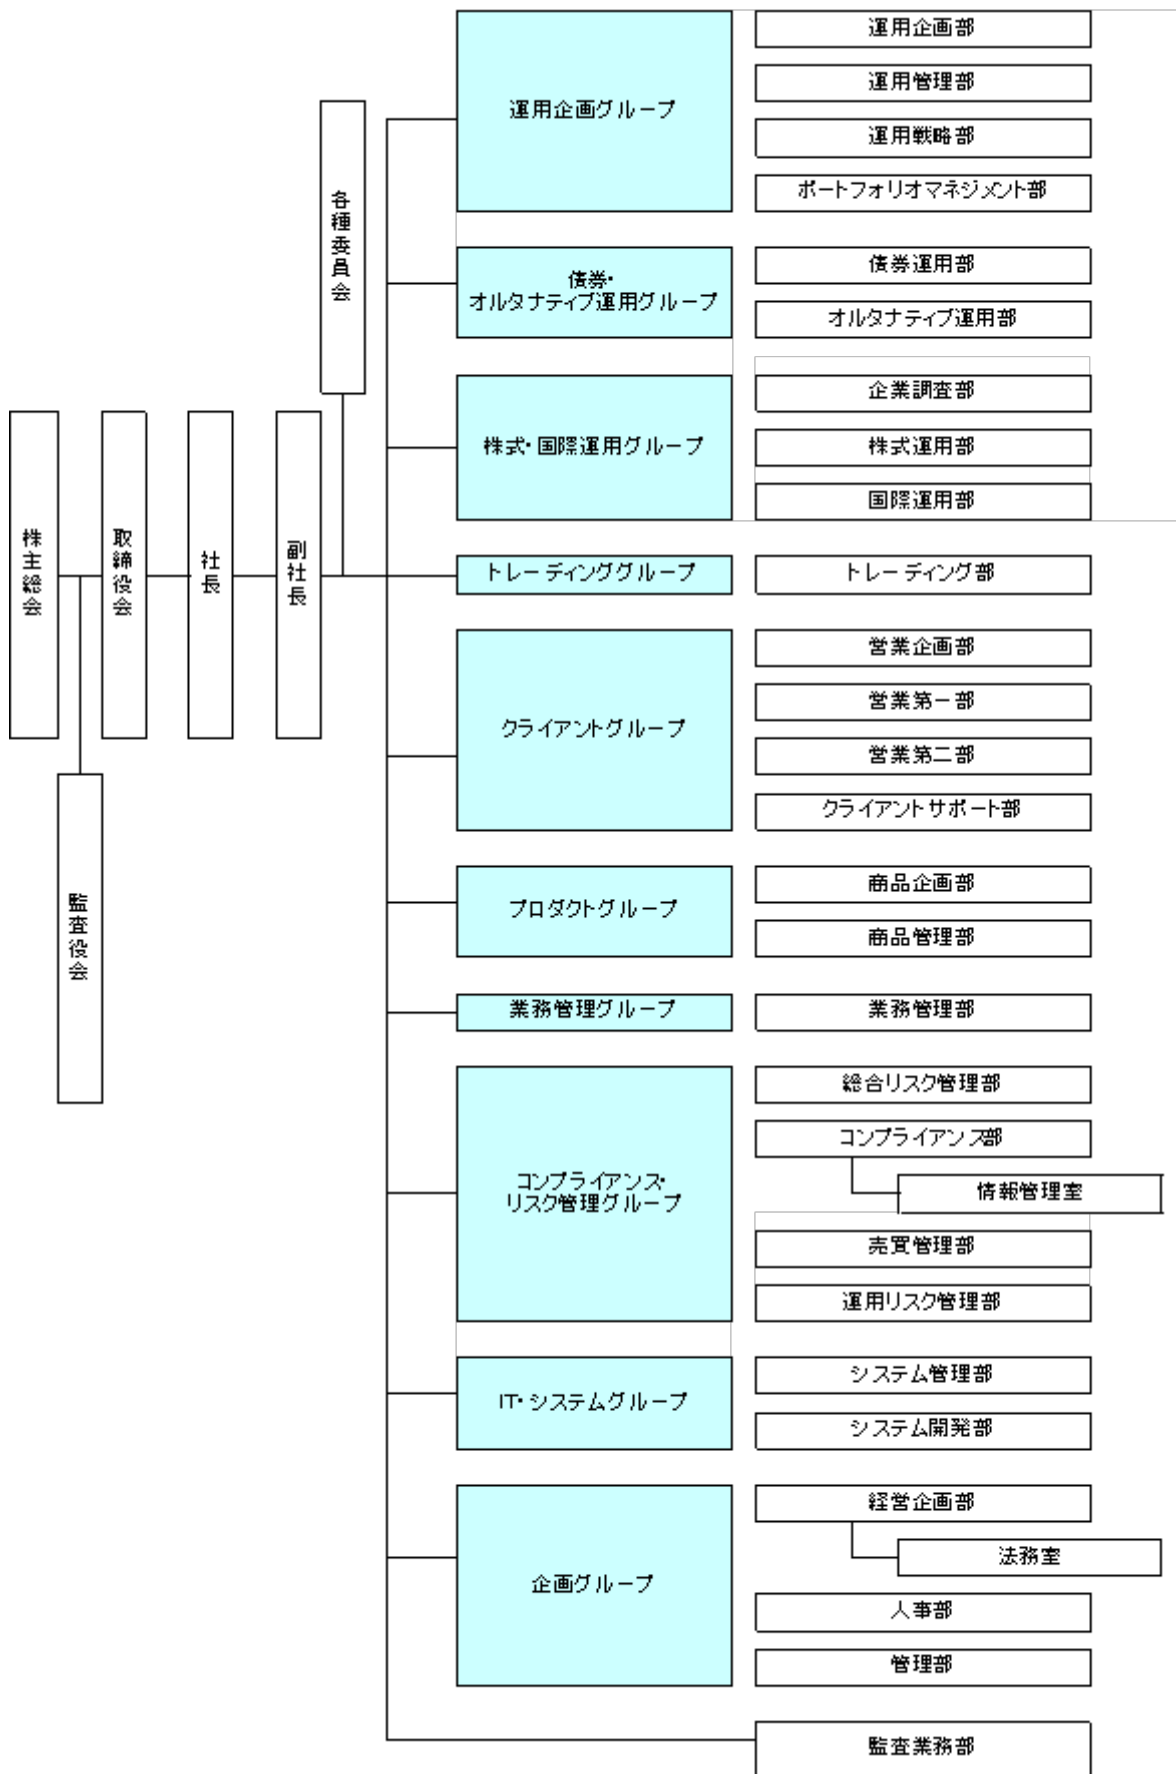 株主総会
監査役会
取締役会
社長
副社長
各種委員会
運用企画グループ
運用企画部
運用管理部
運用戦略部
ポートフォリオマネジメント部
債券・
オルタナティブ運用グループ
債券運用部
オルタナティブ運用部
株式・国際運用グループ
企業調査部
株式運用部
国際運用部
トレーディンググループ
トレーディング部
クライアントグループ
営業企画部
営業第一部
営業第二部
クライアントサポート部
プロダクトグループ
商品企画部
商品管理部
業務管理グループ
業務管理部
コンプライアンス・
リスク管理グループ
総合リスク管理部
コンプライアンス部
情報管理室
売買管理部
運用リスク管理部
IT・システムグループ
システム管理部
システム開発部
企画グループ
経営企画部
法務室
人事部
管理部
監査業務部